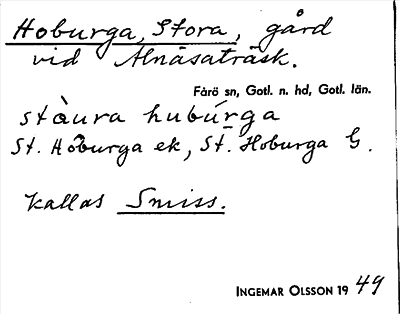 Hoburga, Stora, gård
vid Alnäsaträsk.
Fårö sn, Gotl. n. hd, Gotl. län.
stàura hubúrga
St. Hoburga ek, St. Hoburga G.
kallas Smiss.
INGEMAR OLSSON 1949